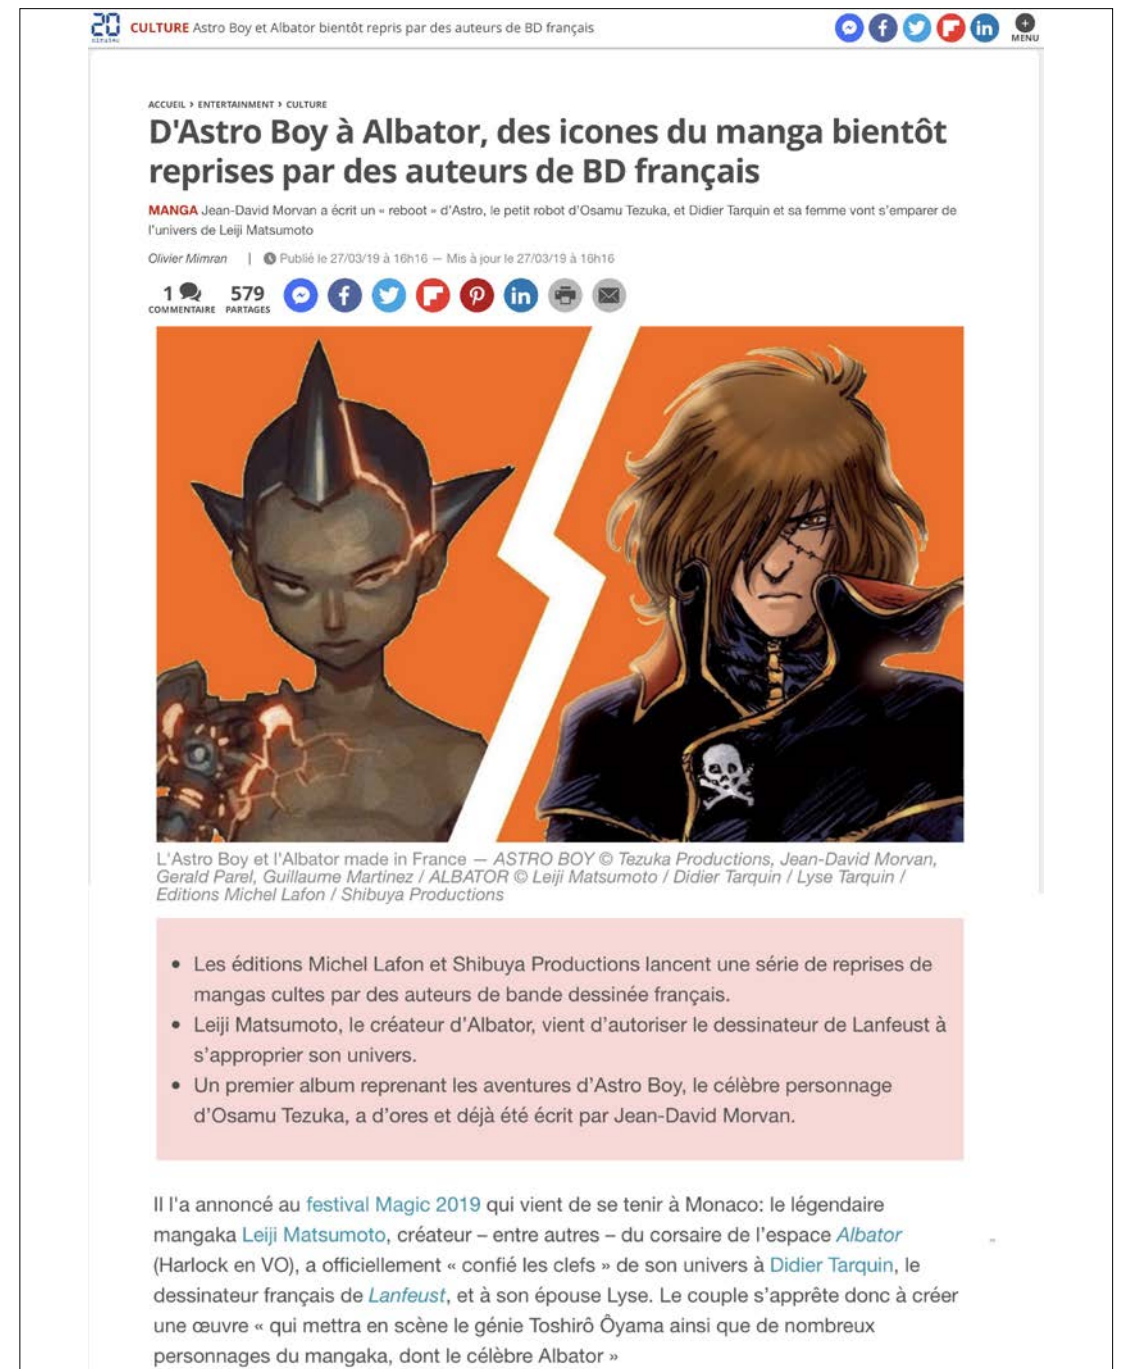 20 minutes
CULTURE Astro Boy et Albator bientôt repris par des auteurs de BD français
MENU
ACCUEIL › ENTERTAINMENT › CULTURE
D'Astro Boy à Albator, des icones du manga bientôt
reprises par des auteurs de BD français
MANGA Jean-David Morvan a écrit un « reboot » d'Astro, le petit robot d'Osamu Tezuka, et Didier Tarquin et sa femme vont s'emparer de
l'univers de Leiji Matsumoto
Olivier Mimran | Publié le 27/03/19 à 16h16 — Mis à jour le 27/03/19 à 16h16
1 579
COMMENTAIRE PARTAGES
L'Astro Boy et l'Albator made in France — ASTRO BOY © Tezuka Productions, Jean-David Morvan,
Gerald Parel, Guillaume Martinez / ALBATOR © Leiji Matsumoto / Didier Tarquin / Lyse Tarquin /
Editions Michel Lafon / Shibuya Productions
• Les éditions Michel Lafon et Shibuya Productions lancent une série de reprises de
mangas cultes par des auteurs de bande dessinée français.
• Leiji Matsumoto, le créateur d'Albator, vient d'autoriser le dessinateur de Lanfeust à
s'approprier son univers.
• Un premier album reprenant les aventures d'Astro Boy, le célèbre personnage
d'Osamu Tezuka, a d'ores et déjà été écrit par Jean-David Morvan.
Il l'a annoncé au festival Magic 2019 qui vient de se tenir à Monaco: le légendaire
mangaka Leiji Matsumoto, créateur – entre autres – du corsaire de l'espace Albator
(Harlock en VO), a officiellement « confié les clefs » de son univers à Didier Tarquin, le
dessinateur français de Lanfeust, et à son épouse Lyse. Le couple s'apprête donc à créer
une œuvre « qui mettra en scène le génie Toshirô Ôyama ainsi que de nombreux
personnages du mangaka, dont le célèbre Albator »